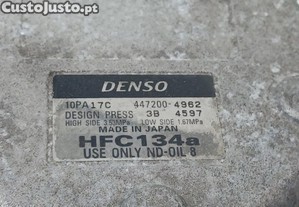 CustoJusto
DENSO
10PA17C 447200-4962
DESIGN PRESS 3B 4597
HIGH SIDE 3.53MPa LOW SIDE 1.67MPa
MADE IN JAPAN
HFC134a
USE ONLY ND-OIL 8